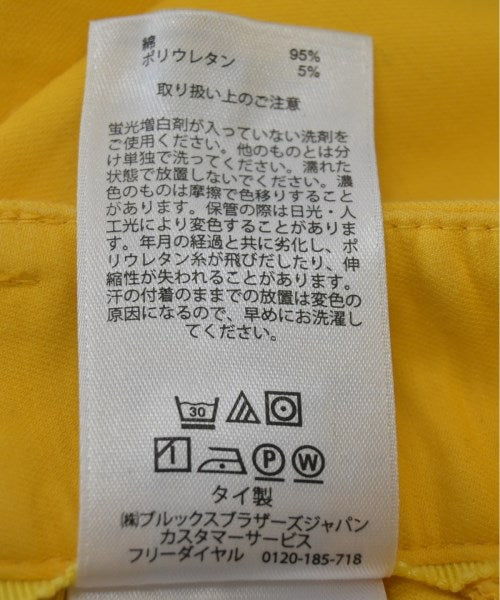 綿 95%
ポリウレタン 5%
取り扱い上のご注意
蛍光増白剤が入っていない洗剤を
ご使用ください。他のものとは分
け単独で洗ってください。濡れた
状態で放置しないでください。濃
色のものは摩擦で色移りすること
があります。保管の際は日光・人
工光により変色することがありま
す。年月の経過と共に劣化し、ポ
リウレタン糸が飛びだしたり、伸
縮性が失われることがあります。
汗の付着のままでの放置は変色の
原因になるので、早めにお洗濯し
てください。
30
P W
タイ製
㈱ブルックスブラザーズジャパン
カスタマーサービス
フリーダイヤル 0120-185-718